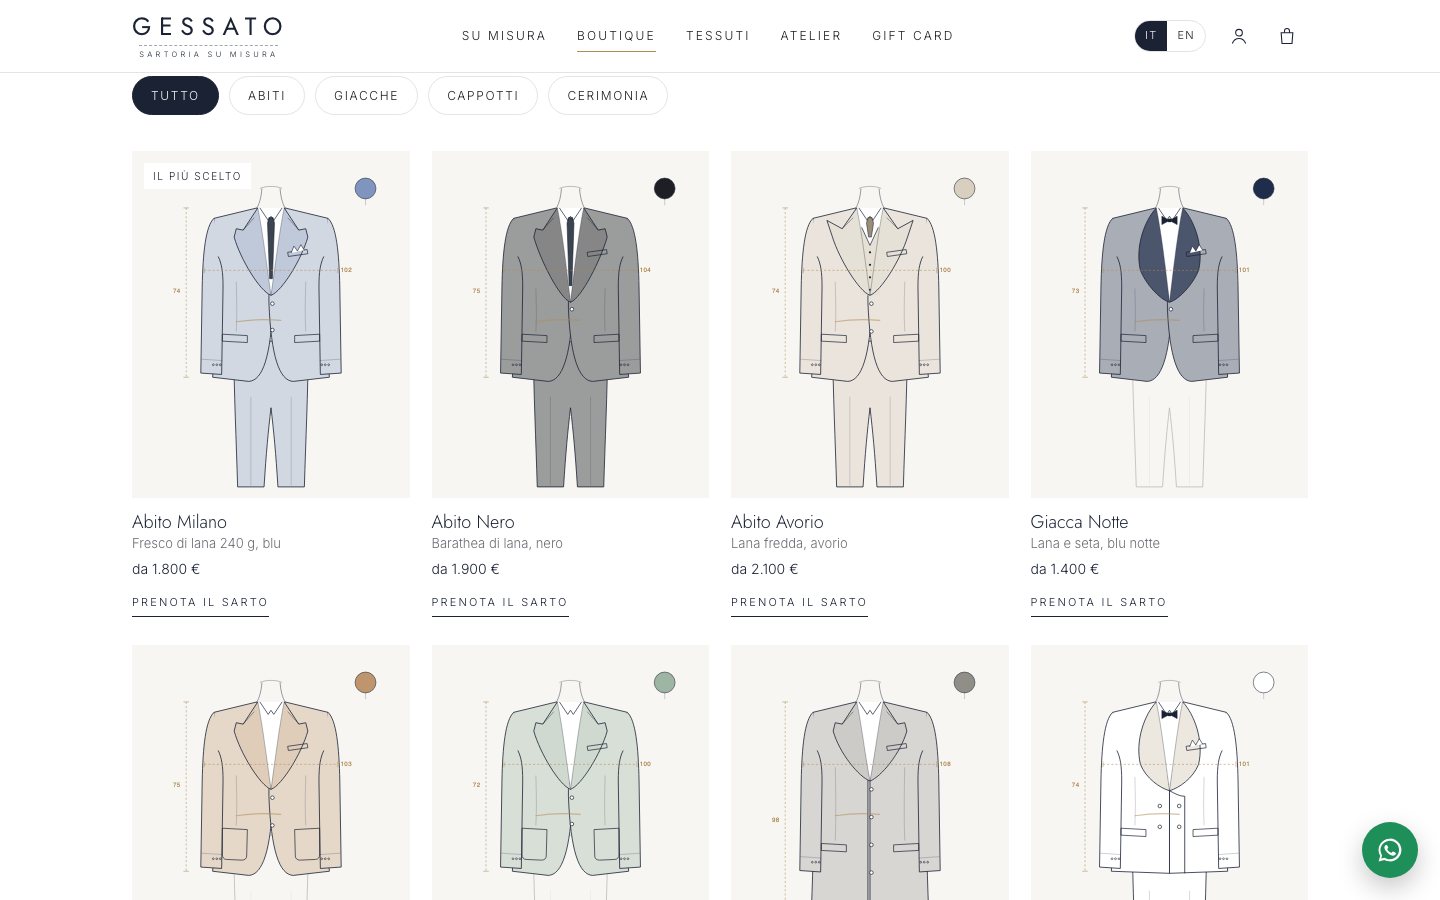 GESSATO
SARTORIA SU MISURA
SU MISURA BOUTIQUE TESSUTI ATELIER GIFT CARD
IT EN
TUTTO ABITI GIACCHE CAPPOTTI CERIMONIA
IL PIÙ SCELTO
102
74
104
75
100
74
101
73
Abito Milano
Fresco di lana 240 g, blu
da 1.800 €
PRENOTA IL SARTO
Abito Nero
Barathea di lana, nero
da 1.900 €
PRENOTA IL SARTO
Abito Avorio
Lana fredda, avorio
da 2.100 €
PRENOTA IL SARTO
Giacca Notte
Lana e seta, blu notte
da 1.400 €
PRENOTA IL SARTO
103
75
100
72
108
98
101
74